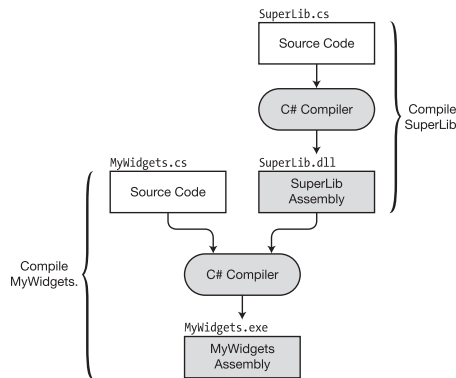 SuperLib.cs
Source Code
C# Compiler
Compile
SuperLib
MyWidgets.cs
SuperLib.dll
Source Code
SuperLib
Assembly
Compile
MyWidgets.
C# Compiler
MyWidgets.exe
MyWidgets
Assembly